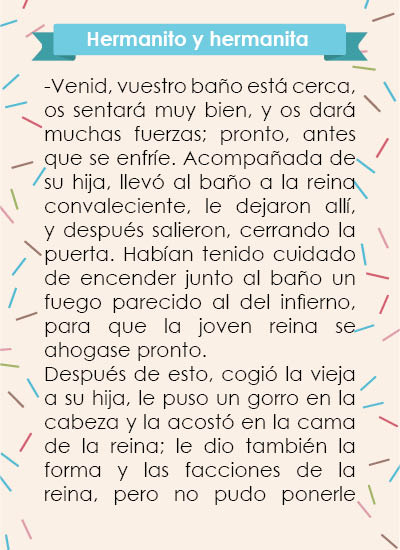 Hermanito y hermanita
-Venid, vuestro baño está cerca,
os sentará muy bien, y os dará
muchas fuerzas; pronto, antes
que se enfríe. Acompañada de
su hija, llevó al baño a la reina
convaleciente, le dejaron allí,
y después salieron, cerrando la
puerta. Habían tenido cuidado
de encender junto al baño un
fuego parecido al del infierno,
para que la joven reina se
ahogase pronto.
Después de esto, cogió la vieja
a su hija, le puso un gorro en la
cabeza y la acostó en la cama
de la reina; le dio también la
forma y las facciones de la
reina, pero no pudo ponerle